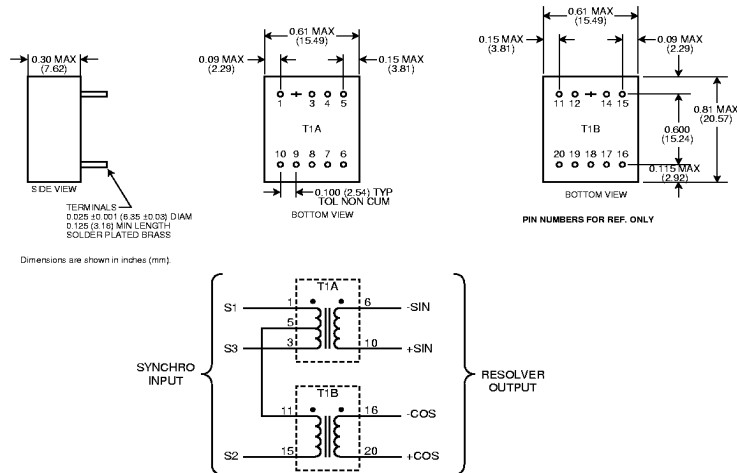 0.30 MAX
(7.62)
SIDE VIEW
TERMINALS
0.025 ±0.001 (6.35 ±0.03) DIAM
0.125 (3.18) MIN LENGTH
SOLDER PLATED BRASS
Dimensions are shown in inches (mm).
0.61 MAX
(15.49)
0.09 MAX
(2.29)
0.15 MAX
(3.81)
1 3 4 5
T1A
10 9 8 7 6
0.100 (2.54) TYP
TOL NON CUM
BOTTOM VIEW
0.61 MAX
(15.49)
0.15 MAX
(3.81)
0.09 MAX
(2.29)
11 12 14 15
T1B
20 19 18 17 16
0.81 MAX
(20.57)
0.600
(15.24)
0.115 MAX
(2.92)
BOTTOM VIEW
PIN NUMBERS FOR REF. ONLY
T1A
S1 1 6 -SIN
5
S3 3 10 +SIN
SYNCHRO
INPUT
RESOLVER
OUTPUT
T1B
11 16 -COS
S2 15 20 +COS